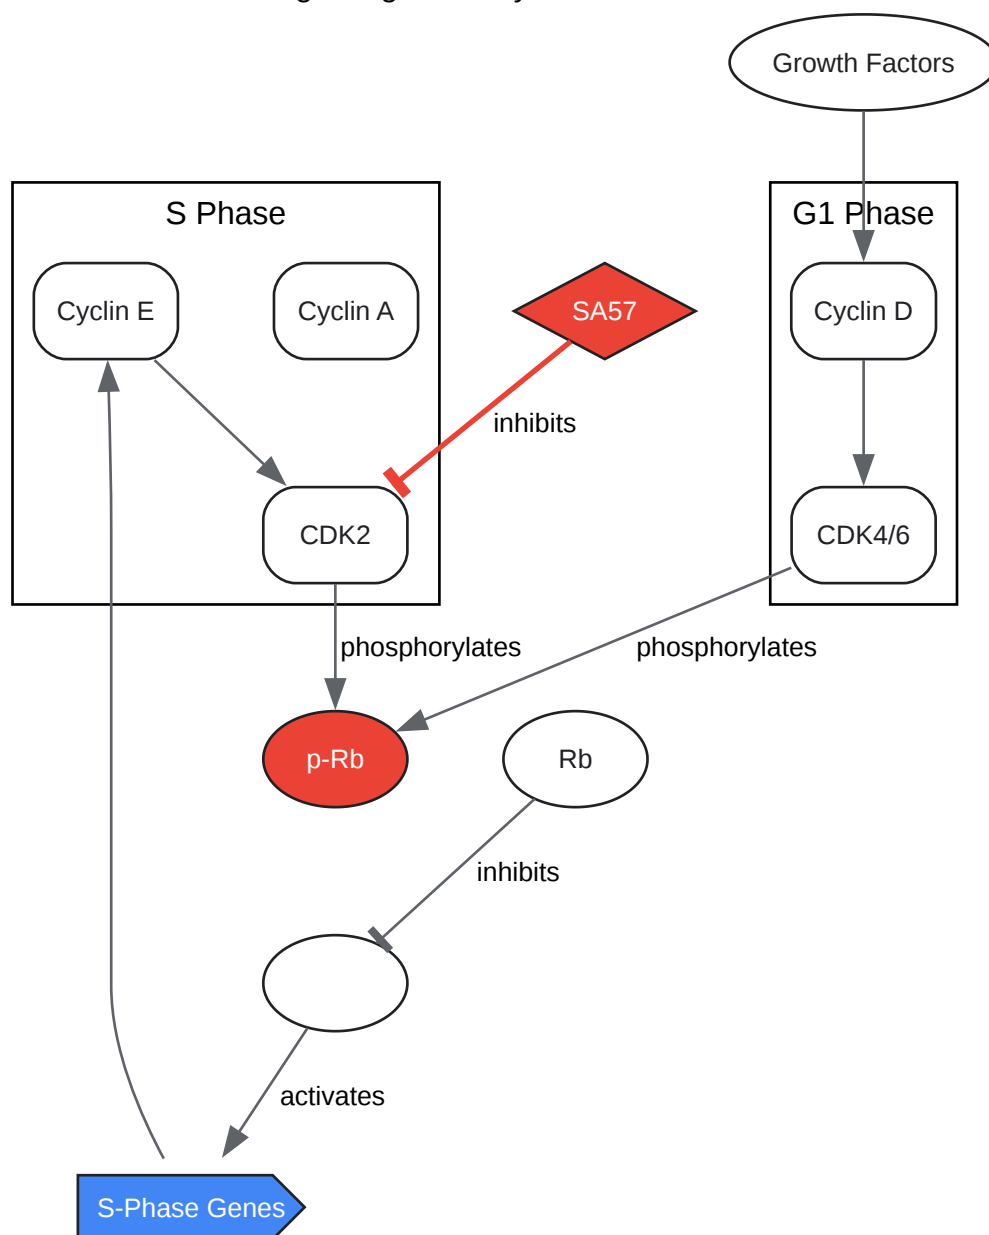 Growth Factors
S Phase
G1 Phase
Cyclin E
Cyclin A
SA57
Cyclin D
inhibits
CDK2
CDK4/6
phosphorylates
phosphorylates
p-Rb
Rb
inhibits
activates
S-Phase Genes